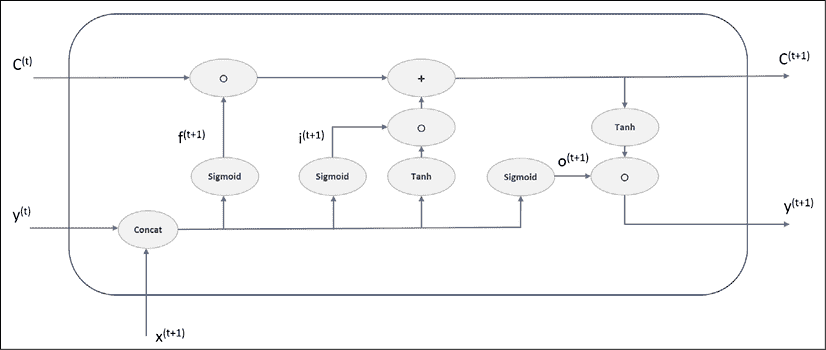 C(t)
C(t+1)
+
Tanh
f(t+1)
i(t+1)
o(t+1)
Sigmoid
Sigmoid
Tanh
Sigmoid
y(t)
Concat
y(t+1)
x(t+1)